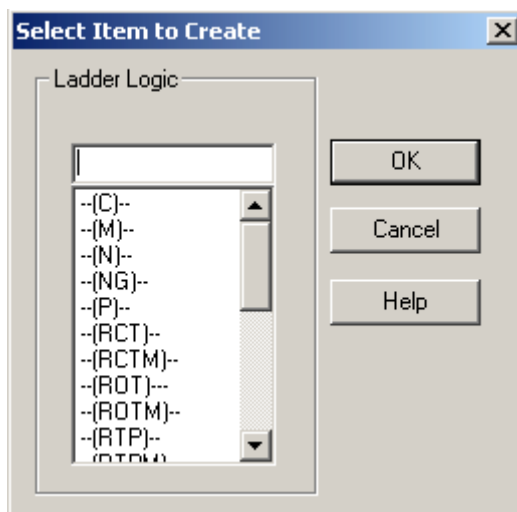 Select Item to Create
Ladder Logic
OK
--(C)--
--(M)--
Cancel
--(N)--
--(NG)--
--(P)--
Help
--(RCT)--
--(RCTM)--
--(ROT)---
--(ROTM)--
--(RTP)--